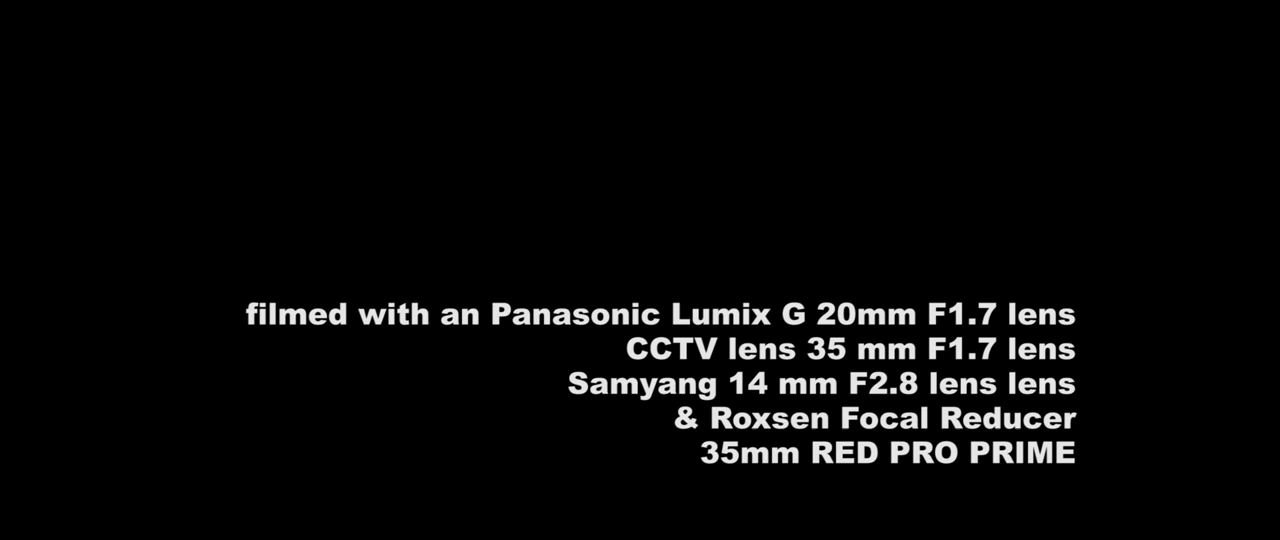 filmed with an Panasonic Lumix G 20mm F1.7 lens
CCTV lens 35 mm F1.7 lens
Samyang 14 mm F2.8 lens lens
& Roxsen Focal Reducer
35mm RED PRO PRIME